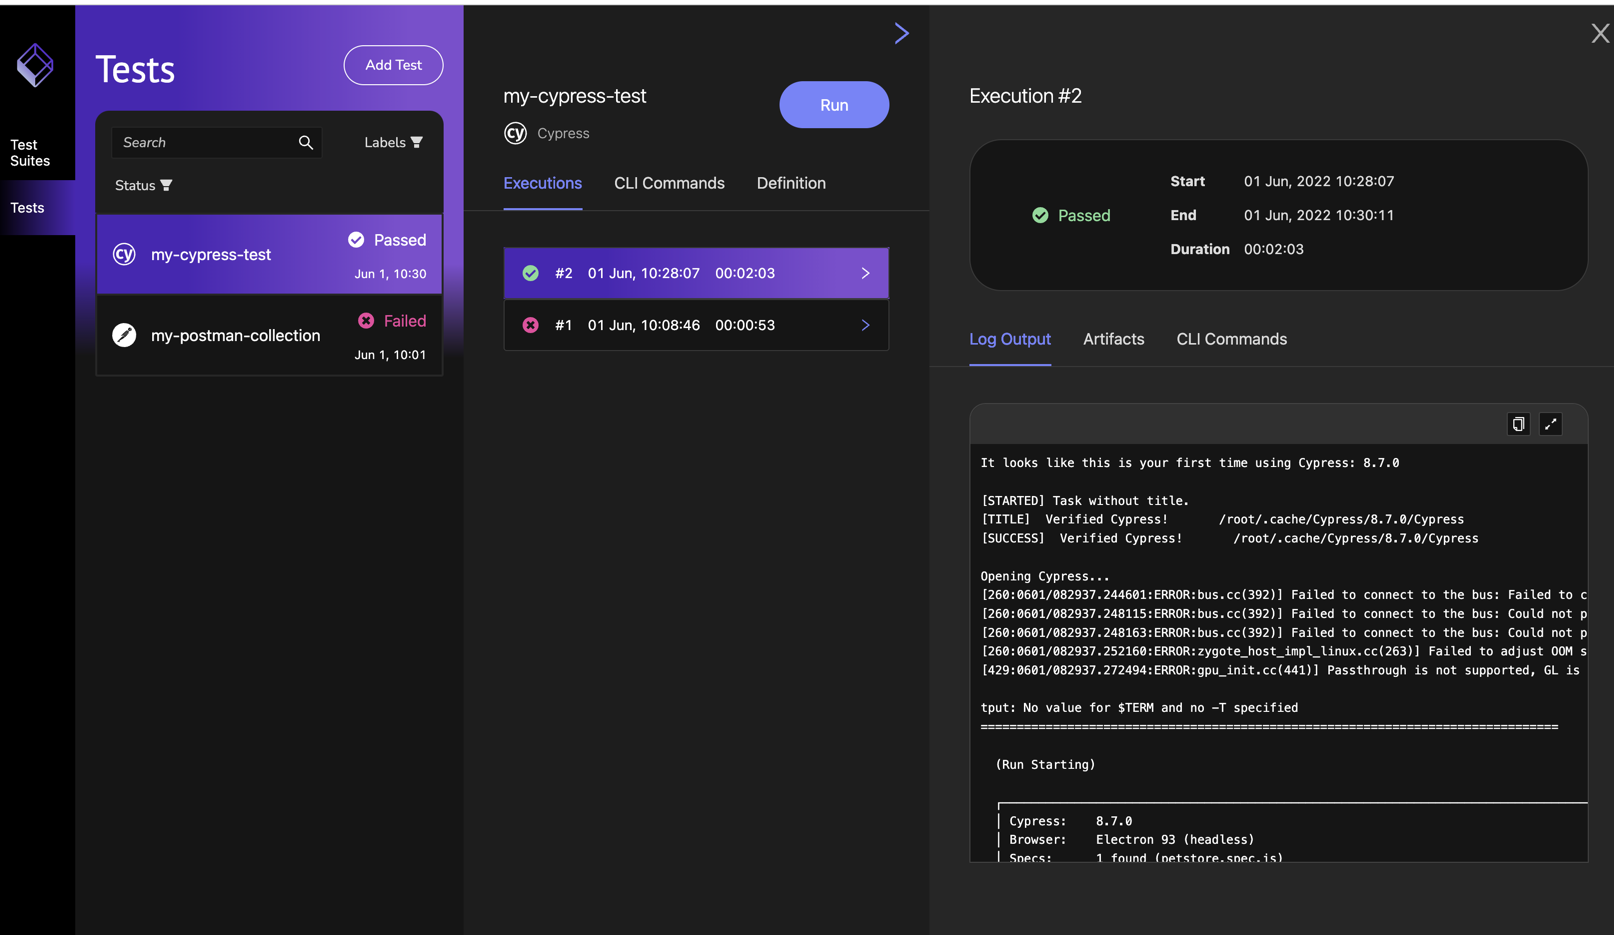 Test
Suites
Tests
Tests
Add Test
Search
Labels
Status
cy
my-cypress-test
Passed
Jun 1, 10:30
my-postman-collection
Failed
Jun 1, 10:01
my-cypress-test
cy
Cypress
Run
Executions
CLI Commands
Definition
#2 01 Jun, 10:28:07 00:02:03
#1 01 Jun, 10:08:46 00:00:53
Execution #2
Passed
Start 01 Jun, 2022 10:28:07
End 01 Jun, 2022 10:30:11
Duration 00:02:03
Log Output
Artifacts
CLI Commands
It looks like this is your first time using Cypress: 8.7.0
[STARTED] Task without title.
[TITLE]  Verified Cypress!       /root/.cache/Cypress/8.7.0/Cypress
[SUCCESS]  Verified Cypress!       /root/.cache/Cypress/8.7.0/Cypress
Opening Cypress...
[260:0601/082937.244601:ERROR:bus.cc(392)] Failed to connect to the bus: Failed to c
[260:0601/082937.248115:ERROR:bus.cc(392)] Failed to connect to the bus: Could not p
[260:0601/082937.248163:ERROR:bus.cc(392)] Failed to connect to the bus: Could not p
[260:0601/082937.252160:ERROR:zygote_host_impl_linux.cc(263)] Failed to adjust OOM s
[429:0601/082937.272494:ERROR:gpu_init.cc(441)] Passthrough is not supported, GL is
tput: No value for $TERM and no -T specified
================================================================================
(Run Starting)
Cypress:    8.7.0
Browser:    Electron 93 (headless)
Specs:      1 found (petstore.spec.js)